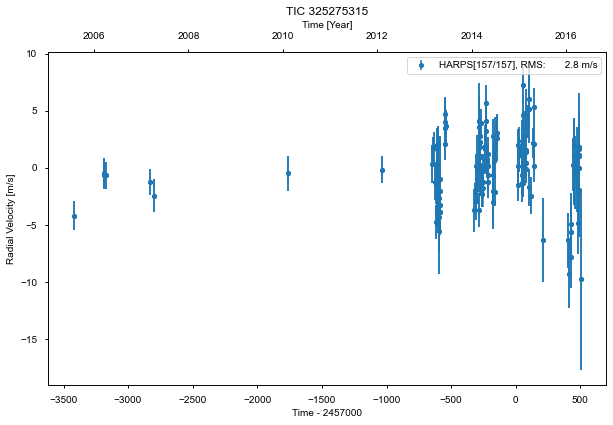 TIC 325275315
Time [Year]
2006 2008 2010 2012 2014 2016
HARPS[157/157], RMS: 2.8 m/s
10
5
0
−5
−10
−15
Radial Velocity [m/s]
−3500 −3000 −2500 −2000 −1500 −1000 −500 0 500
Time - 2457000